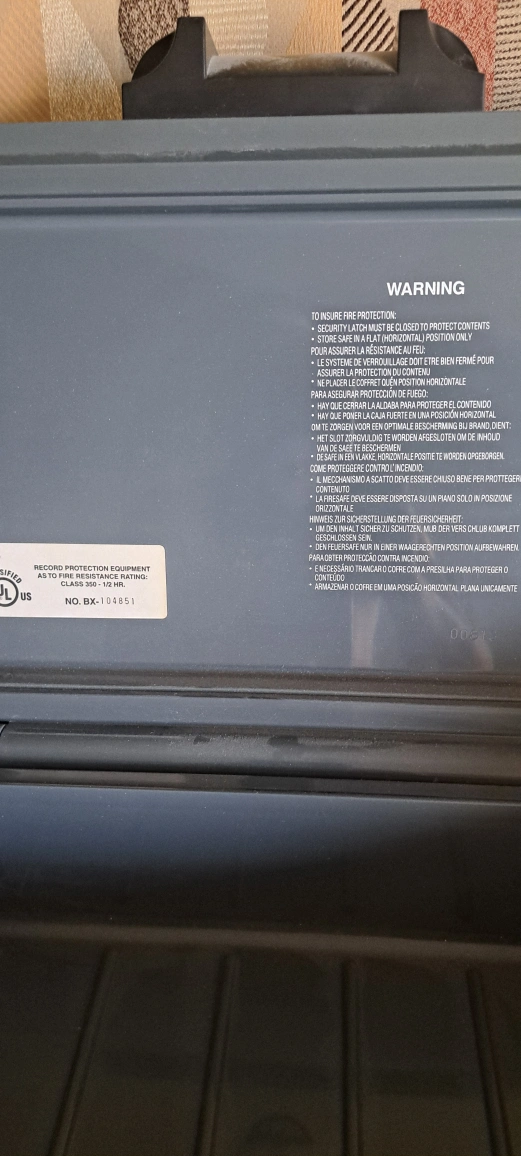 WARNING
TO INSURE FIRE PROTECTION:
• SECURITY LATCH MUST BE CLOSED TO PROTECT CONTENTS
• STORE SAFE IN A FLAT (HORIZONTAL) POSITION ONLY
POUR ASSURER LA RÉSISTANCE AU FEU:
• LE SYSTEME DE VERROUILLAGE DOIT ETRE BIEN FERMÉ POUR
ASSURER LA PROTECTION DU CONTENU
* NE PLACER LE COFFRET QU'EN POSITION HORIZONTALE
PARA ASEGURAR PROTECCIÓN DE FUEGO:
• HAY QUE CERRAR LA ALDABA PARA PROTEGER EL CONTENIDO
• HAY QUE PONER LA CAJA FUERTE EN UNA POSICIÓN HORIZONTAL
OM TE ZORGEN VOOR EEN OPTIMALE BESCHERMING BIJ BRAND, DIENT:
• HET SLOT ZORGVULDIG TE WORDEN AFGESLOTEN OM DE INHOUD
VAN DE SAFE TE BESCHERMEN
* DE SAFE IN EEN VLAKKE, HORIZONTALE POSITIE TE WORDEN OPGEBORGEN.
COME PROTEGGERE CONTRO L'INCENDIO:
• IL MECCHANISMO A SCATTO DEVE ESSERE CHIUSO BENE PER PROTTEGERE
CONTENUTO
* LA FIRESAFE DEVE ESSERE DISPOSTA SU UN PIANO SOLO IN POSIZIONE
ORIZZONTALE
HINWEIS ZUR SICHERSTELLUNG DER FEUERSICHERHEIT:
• UM DEN INHALT SICHER ZU SCHUTZEN, MUB DER VERS CHLUB KOMPLETT
GESCHLOSSEN SEIN.
* DEN FEUERSAFE NUR IN EINER WAAGERECHTEN POSITION AUFBEWAHREN.
PARA OBTER PROTECCÃO CONTRA INCENDIO:
• E NECESSÁRIO TRANCAR O COFRE COM A PRESILHA PARA PROTEGER O
CONTEÚDO
* ARMAZENAR O COFRE EM UMA POSIÇÃO HORIZONTAL PLANA UNICAMENTE
UL US
RECORD PROTECTION EQUIPMENT
AS TO FIRE RESISTANCE RATING:
CLASS 350 - 1/2 HR.
NO. BX-104851